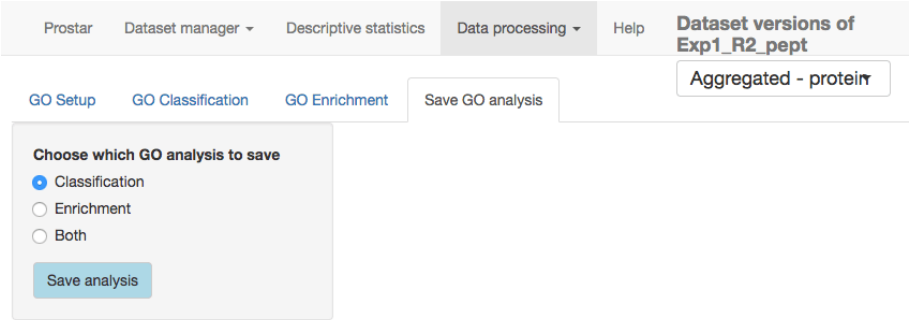 Prostar Dataset manager Descriptive statistics Data processing Help
Dataset versions of
Exp1_R2_pept
Aggregated - protein
GO Setup GO Classification GO Enrichment Save GO analysis
Choose which GO analysis to save
Classification
Enrichment
Both
Save analysis